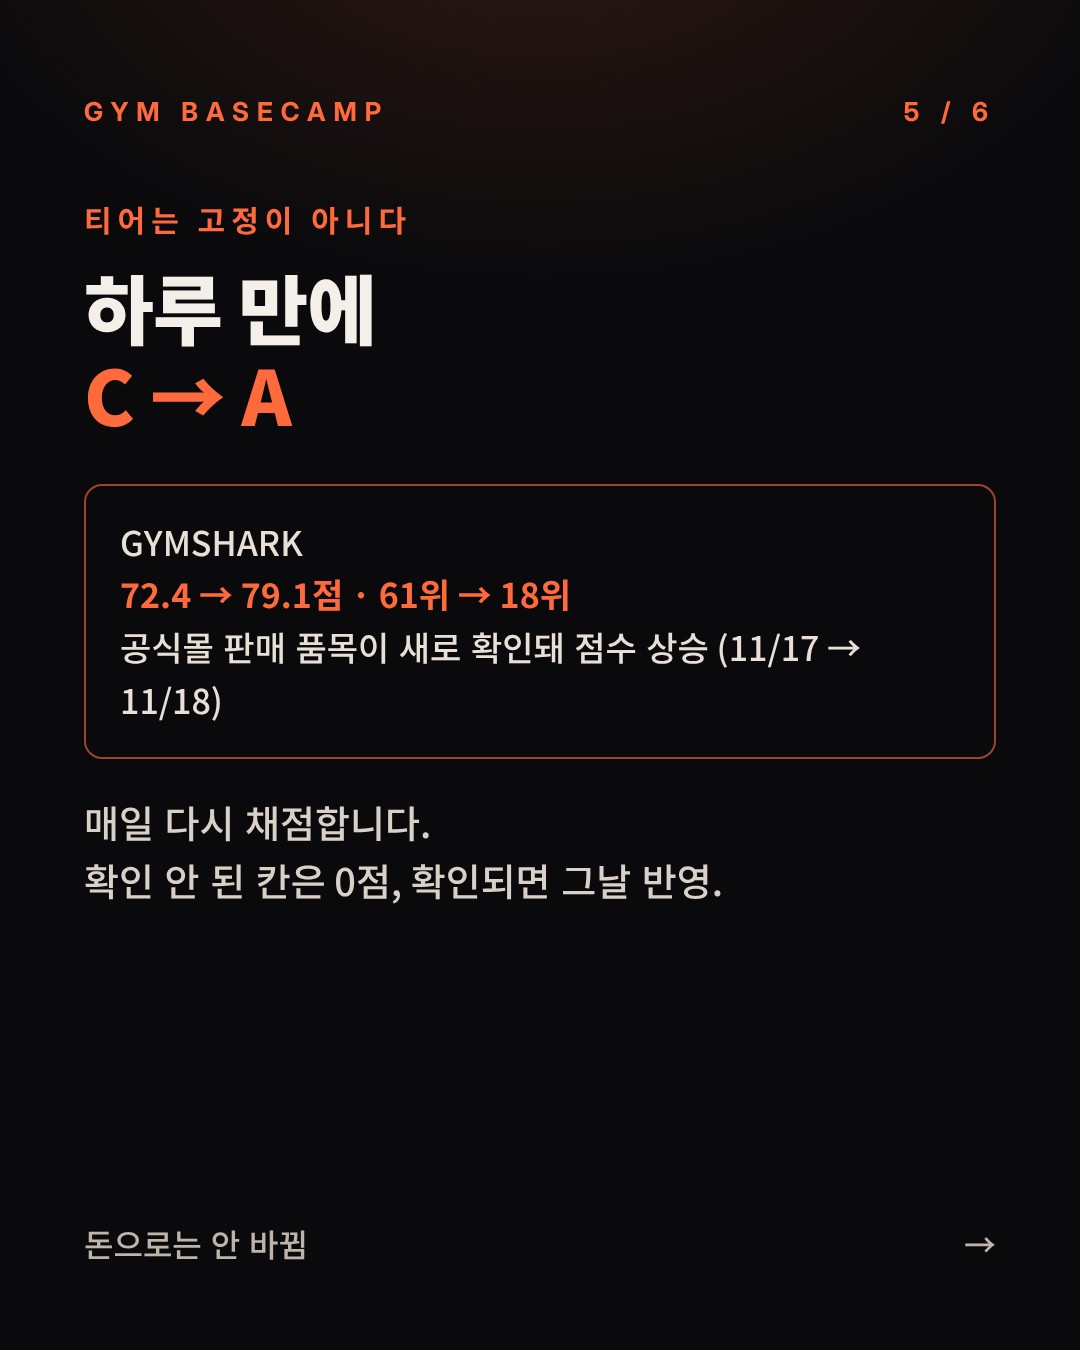 GYM BASECAMP
5 / 6
티어는 고정이 아니다
하루 만에
C → A
GYMSHARK
72.4 → 79.1점 · 61위 → 18위
공식몰 판매 품목이 새로 확인돼 점수 상승 (11/17 →
11/18)
매일 다시 채점합니다.
확인 안 된 칸은 0점, 확인되면 그날 반영.
돈으로는 안 바뀜
→